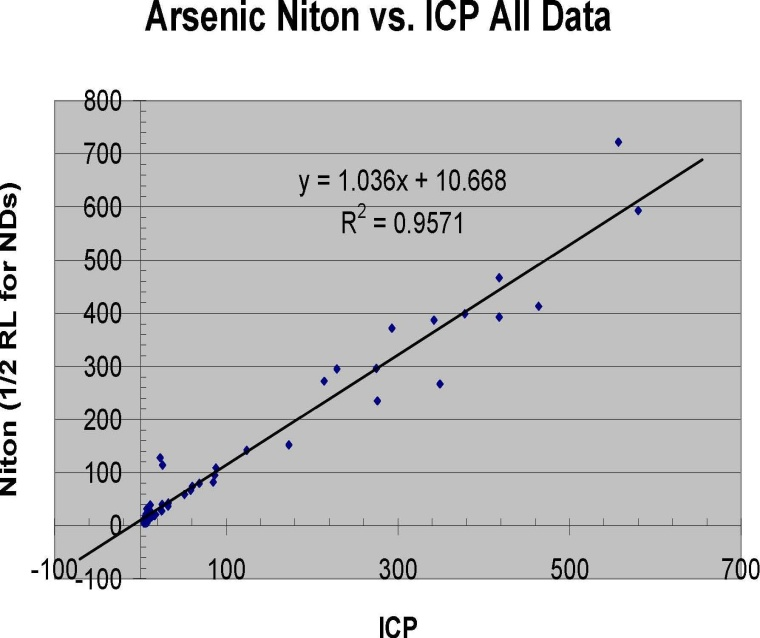 Arsenic Niton vs. ICP All Data
Niton (1/2 RL for NDs)
800
700
600
500
400
300
200
100
0
-100
y = 1.036x + 10.668
R² = 0.9571
-100 100 300 500 700
ICP